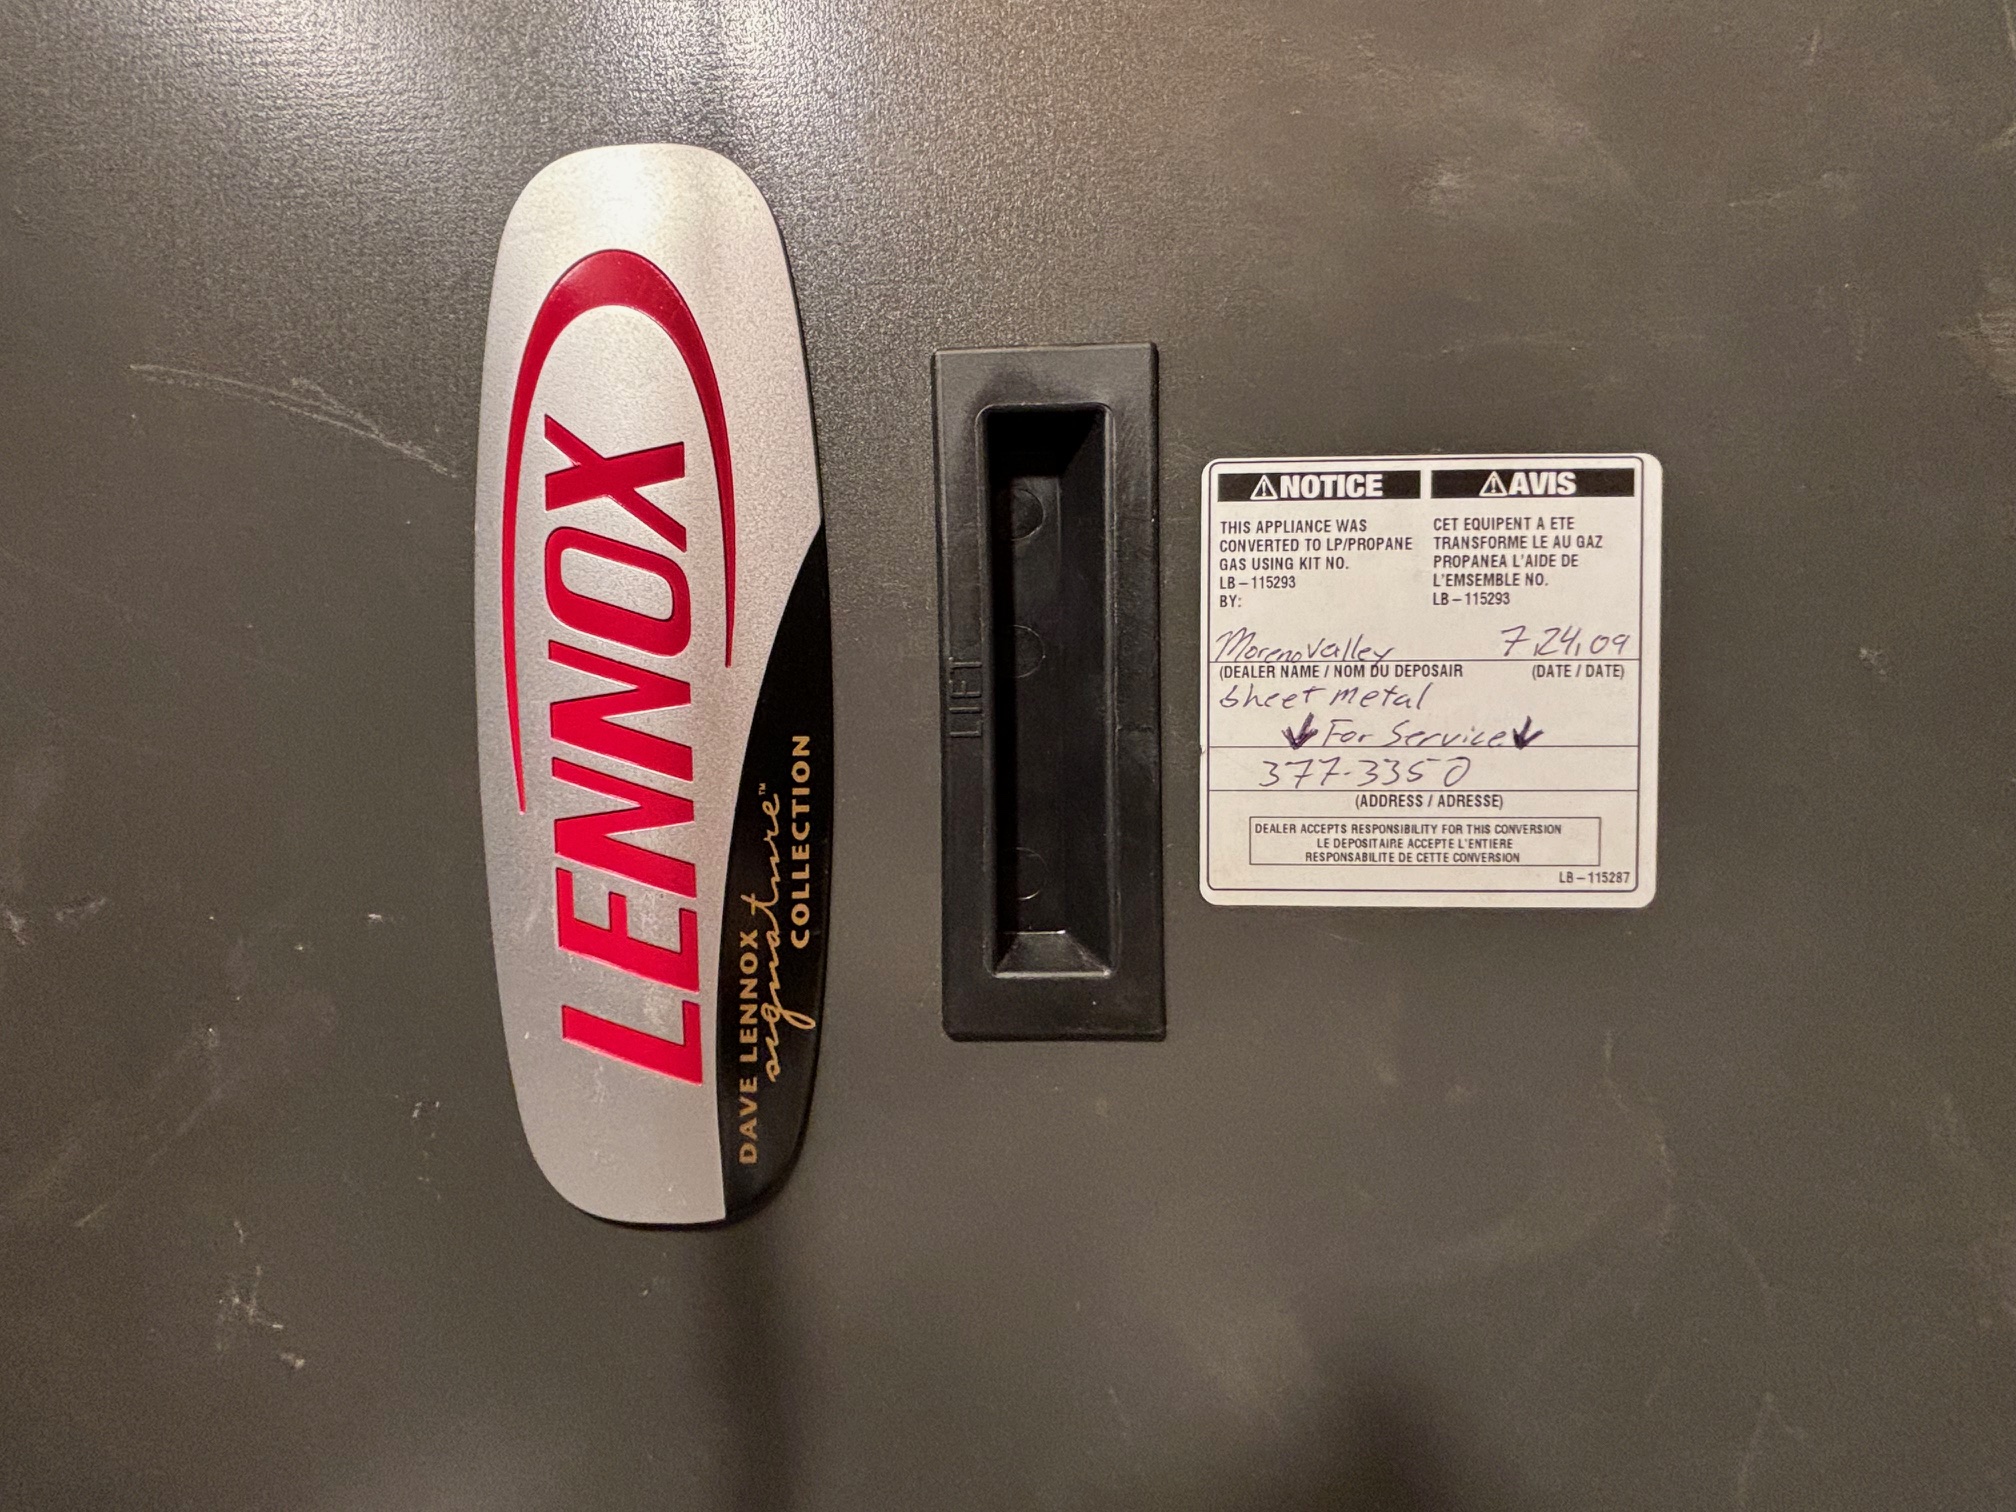 LENNOX
DAVE LENNOX
signature™
COLLECTION
LIFT
⚠NOTICE
THIS APPLIANCE WAS
CONVERTED TO LP/PROPANE
GAS USING KIT NO.
LB-115293
BY:
⚠AVIS
CET EQUIPENT A ETE
TRANSFORME LE AU GAZ
PROPANEA L'AIDE DE
L'EMSEMBLE NO.
LB-115293
Moreno Valley 7.24.09
(DEALER NAME / NOM DU DEPOSAIR (DATE / DATE)
Sheet metal
↓ For Service ↓
377-3350
(ADDRESS / ADRESSE)
DEALER ACCEPTS RESPONSIBILITY FOR THIS CONVERSION
LE DEPOSITAIRE ACCEPTE L'ENTIERE
RESPONSABILITE DE CETTE CONVERSION
LB-115287